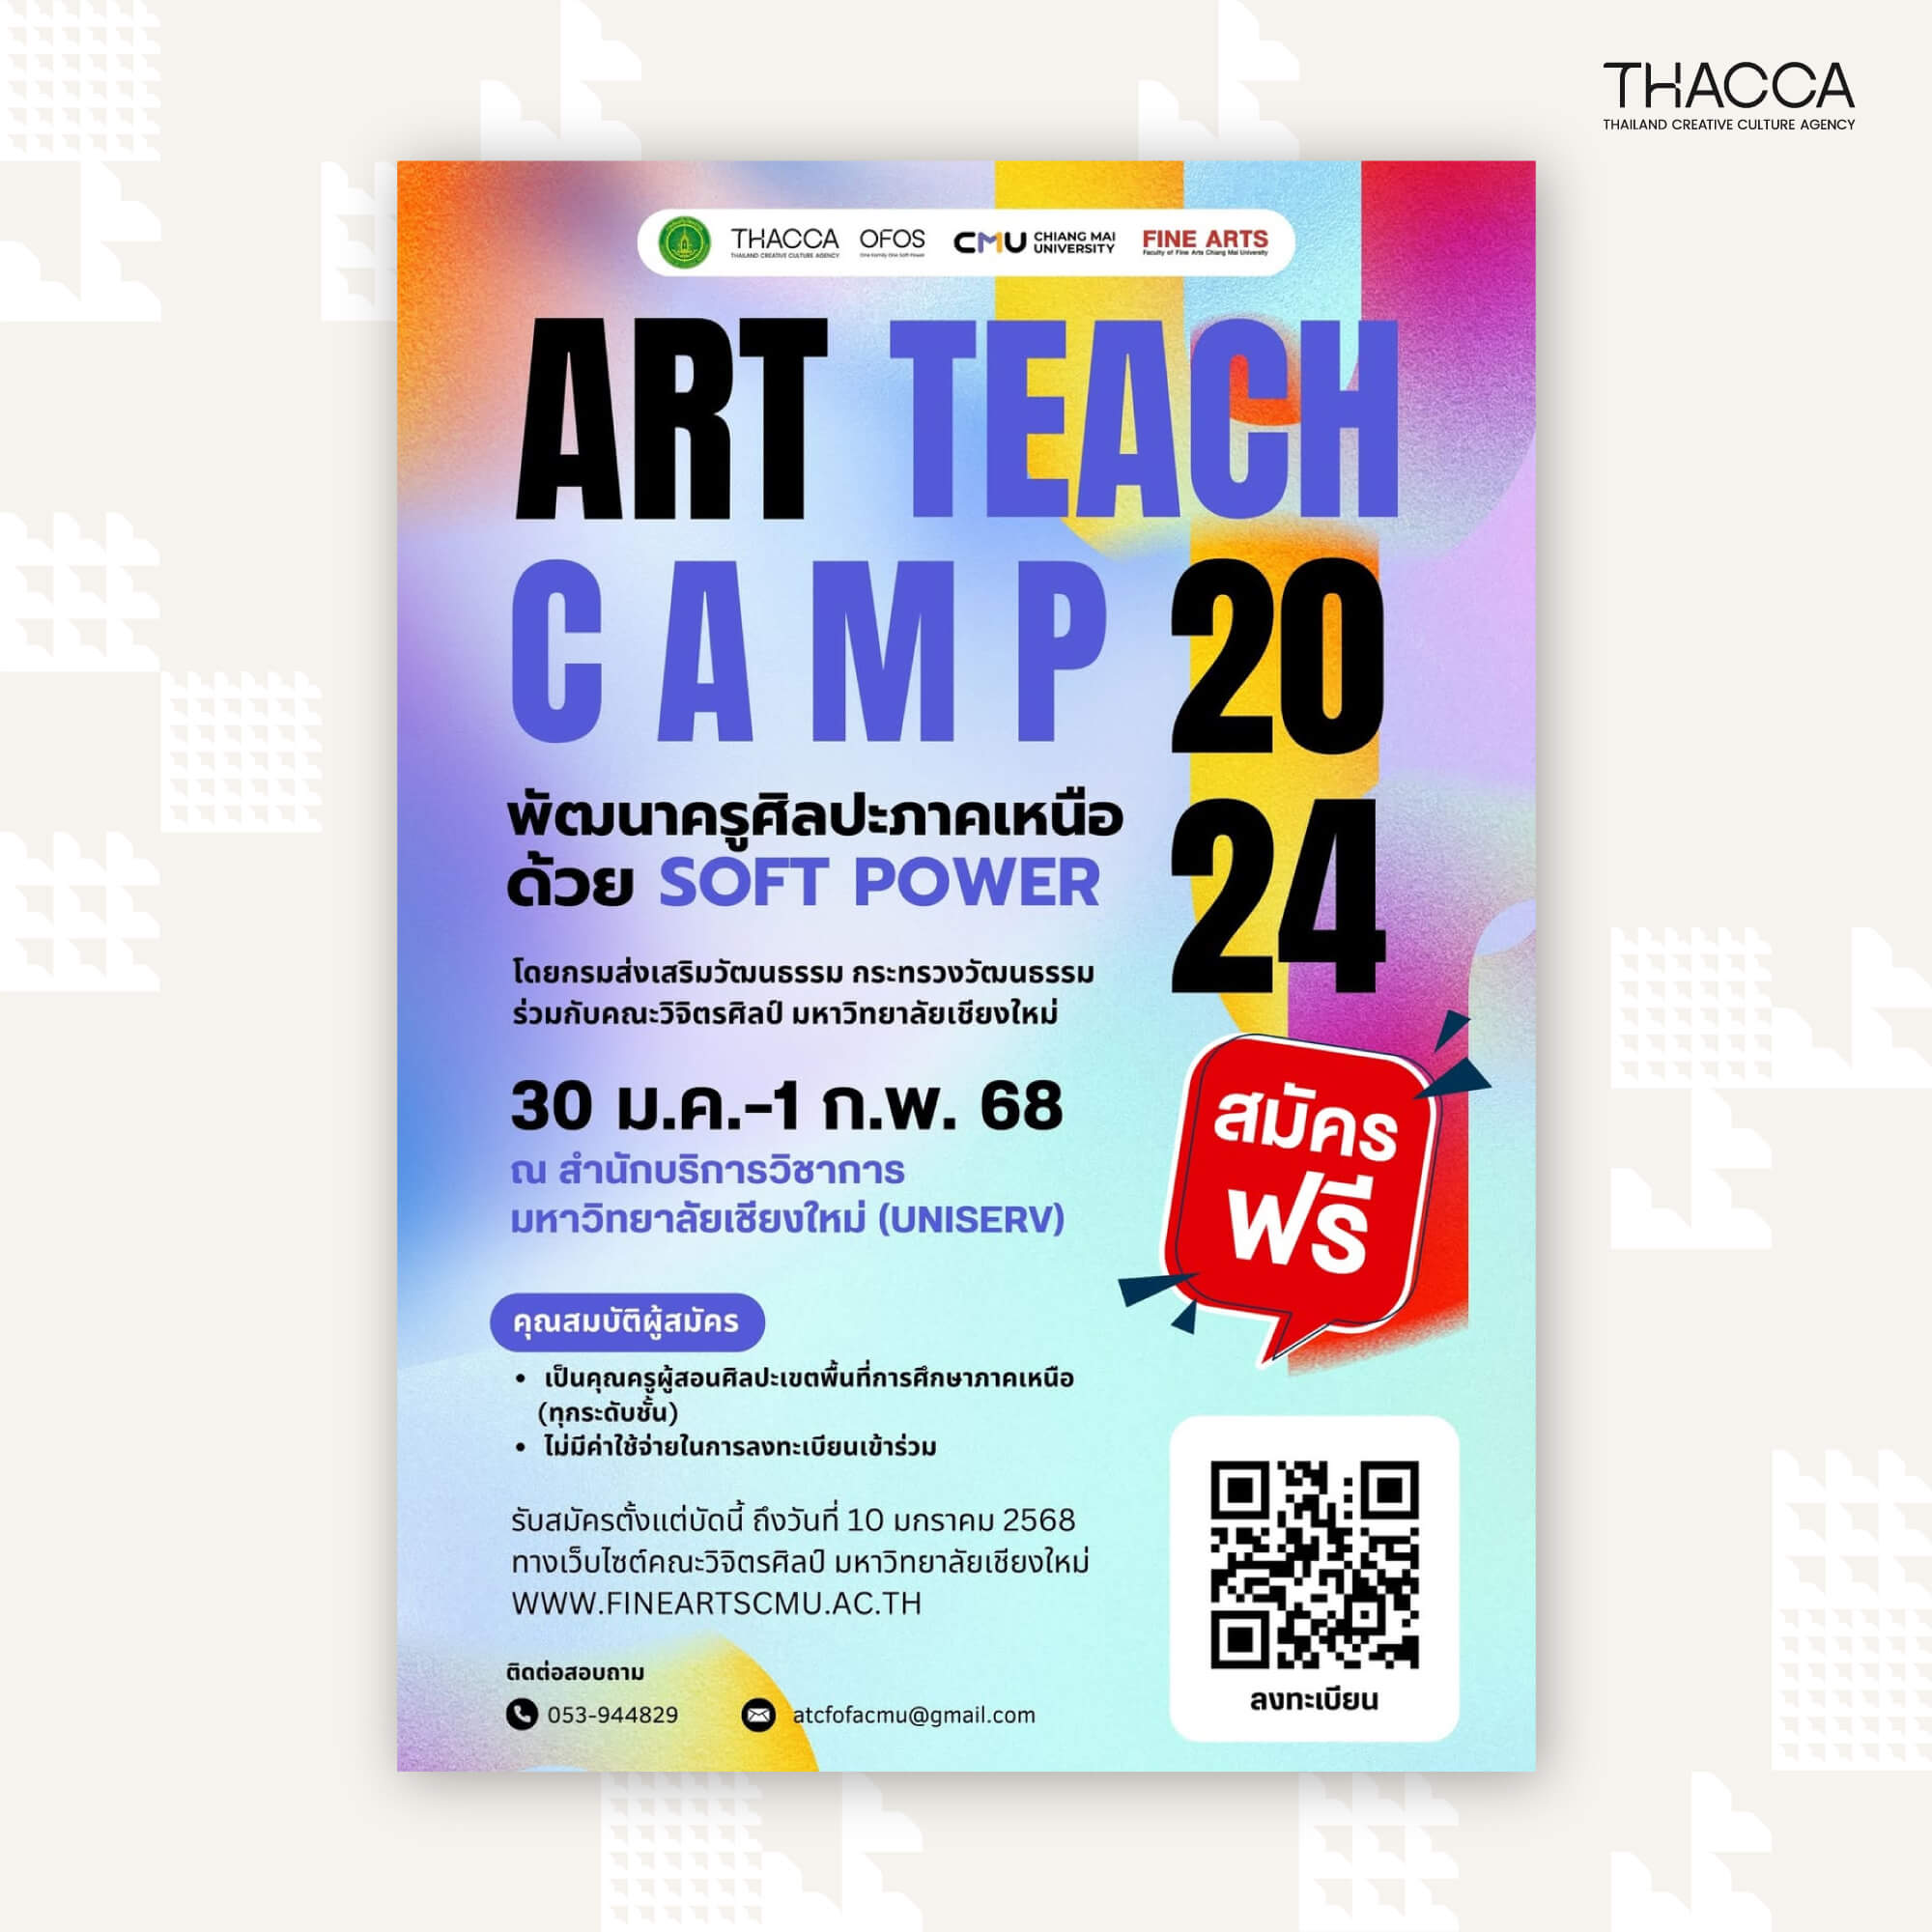 THACCA
THAILAND CREATIVE CULTURE AGENCY
THACCA
THAILAND CREATIVE CULTURE AGENCY
OFOS
One Family One Soft Power
CMU CHIANG MAI
UNIVERSITY
FINE ARTS
Faculty of Fine Arts Chiang Mai University
ART TEACH
CAMP 20
24
พัฒนาครูศิลปะภาคเหนือ
ด้วย SOFT POWER
โดยกรมส่งเสริมวัฒนธรรม กระทรวงวัฒนธรรม
ร่วมกับคณะวิจิตรศิลป์ มหาวิทยาลัยเชียงใหม่
30 ม.ค.-1 ก.พ. 68
ณ สำนักบริการวิชาการ
มหาวิทยาลัยเชียงใหม่ (UNISERV)
สมัคร
ฟรี
คุณสมบัติผู้สมัคร
• เป็นคุณครูผู้สอนศิลปะเขตพื้นที่การศึกษาภาคเหนือ
(ทุกระดับชั้น)
• ไม่มีค่าใช้จ่ายในการลงทะเบียนเข้าร่วม
รับสมัครตั้งแต่บัดนี้ ถึงวันที่ 10 มกราคม 2568
ทางเว็บไซต์คณะวิจิตรศิลป์ มหาวิทยาลัยเชียงใหม่
WWW.FINEARTSCMU.AC.TH
ติดต่อสอบถาม
053-944829
atcfofacmu@gmail.com
ลงทะเบียน